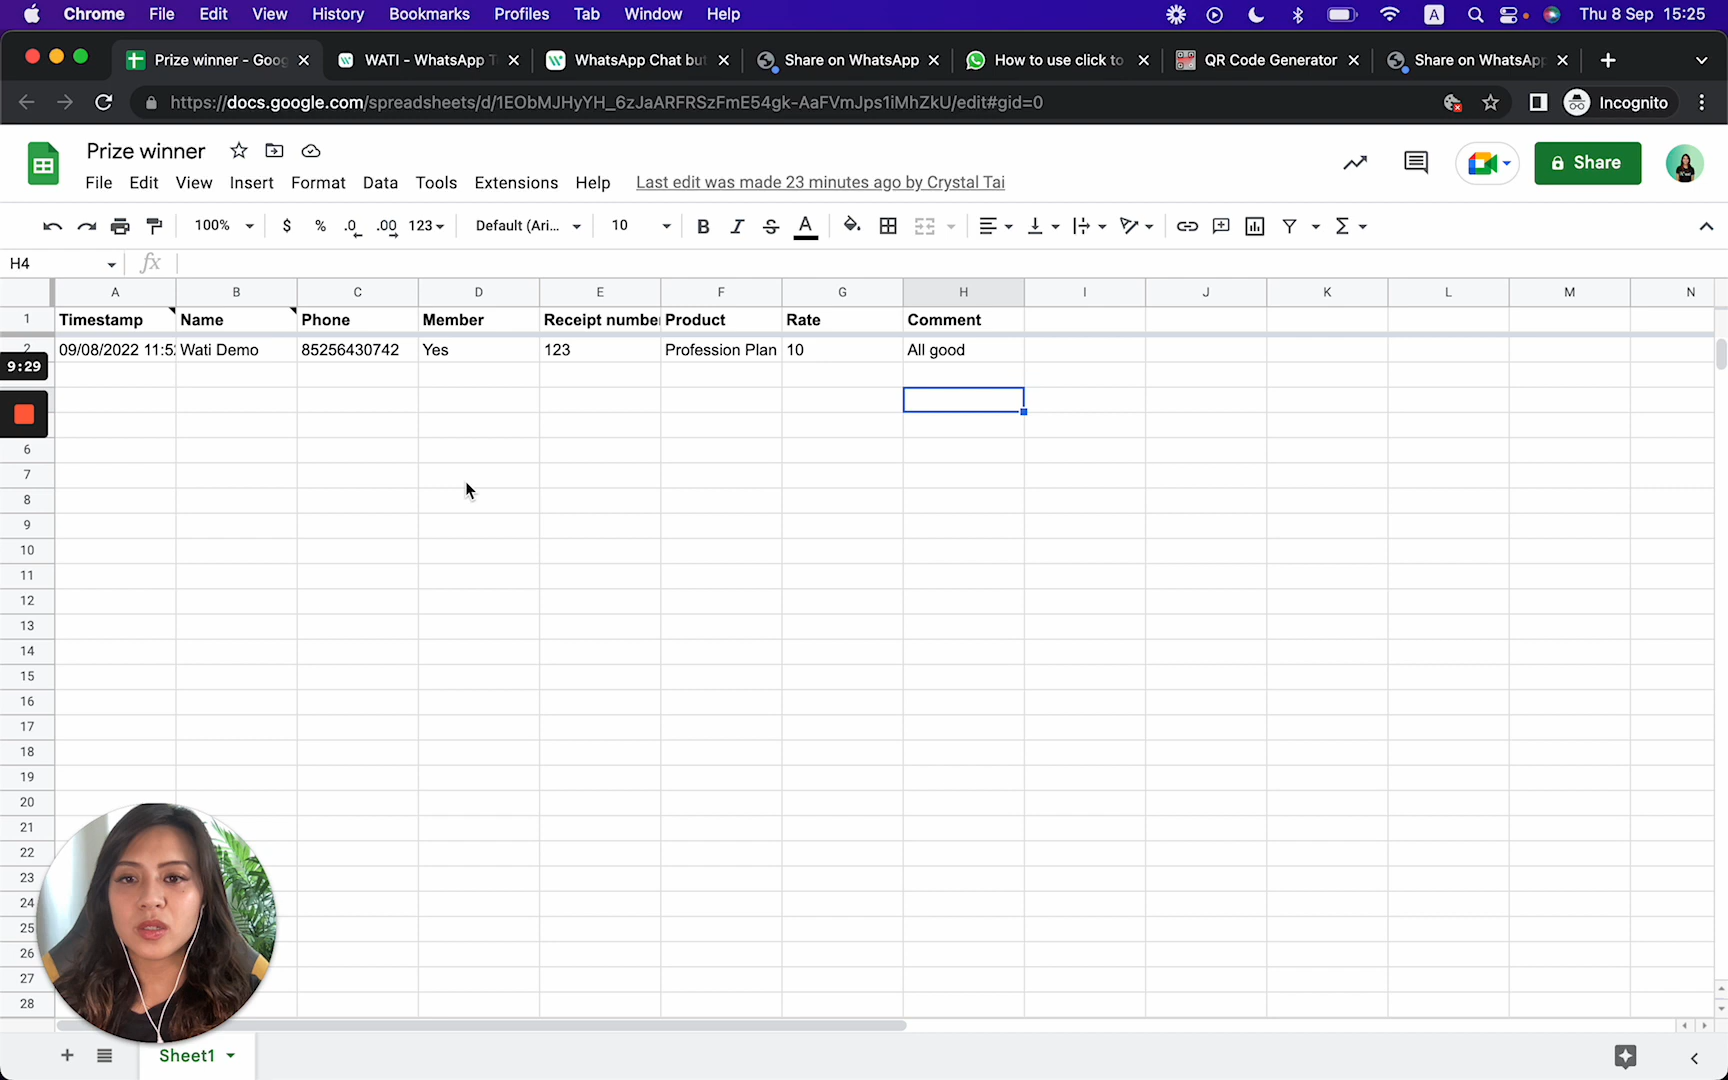 Chrome File Edit View History Bookmarks Profiles Tab Window Help A Thu 8 Sep 15:25
Prize winner - Goog WATI - WhatsApp T WhatsApp Chat but Share on WhatsApp How to use click to QR Code Generator Share on WhatsApp
https://docs.google.com/spreadsheets/d/1EObMJHyYH_6zJaARFRSzFmE54gk-AaFVmJps1iMhZkU/edit#gid=0 Incognito
Prize winner
Share
File Edit View Insert Format Data Tools Extensions Help Last edit was made 23 minutes ago by Crystal Tai
100% $ % .0 .00 123 Default (Ari... 10 B I S A
H4 fx
A B C D E F G H I J K L M N
1 Timestamp Name Phone Member Receipt numbe Product Rate Comment
2 09/08/2022 11:5 Wati Demo 85256430742 Yes 123 Profession Plan 10 All good
9:29
6
7
8
9
10
11
12
13
14
15
16
17
18
19
20
21
22
23
24
25
26
27
28
Sheet1